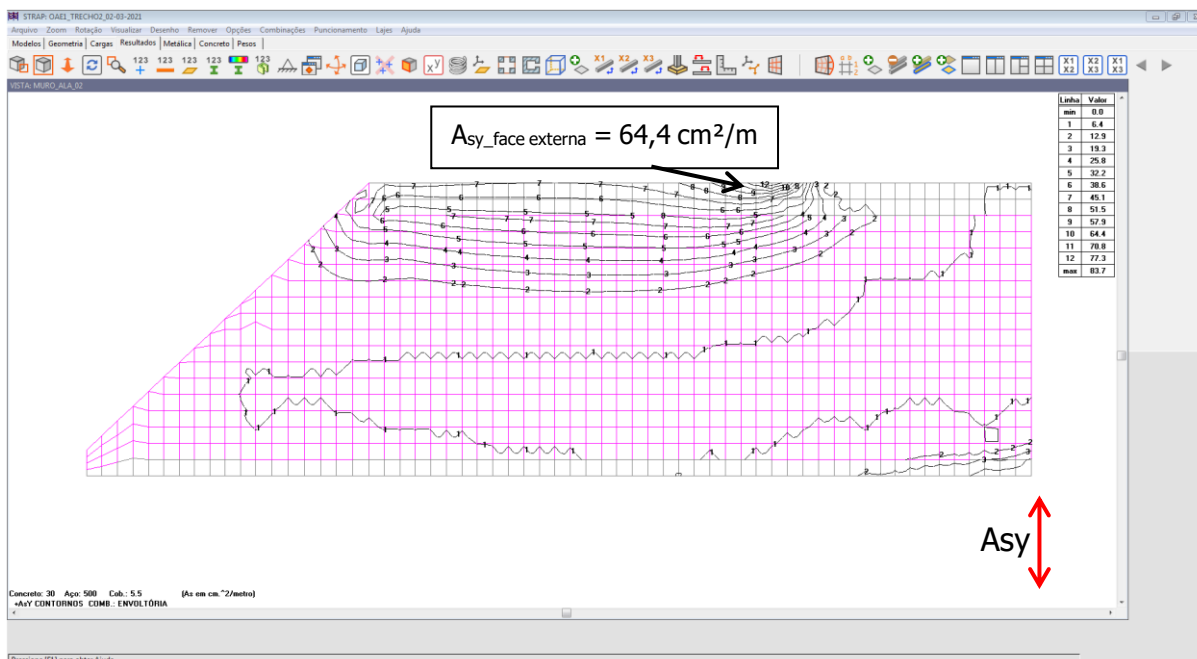 STRAP: OAE1_TRECHO2_02-03-2021
Arquivo Zoom Rotação Visualizar Desenho Remover Opções Combinações Puncionamento Lajes Ajuda
Modelos Geometria Cargas Resultados Metálica Concreto Pesos
VISTA: MURO_ALA_02
Asy_face externa = 64,4 cm²/m
Linha Valor
min 0.0
1 6.4
2 12.9
3 19.3
4 25.8
5 32.2
6 38.6
7 45.1
8 51.5
9 57.9
10 64.4
11 70.8
12 77.3
max 83.7
Asy
Concreto: 30 Aço: 500 Cob.: 5.5 (As em cm.^2/metro)
+AsY CONTORNOS COMB.: ENVOLTÓRIA